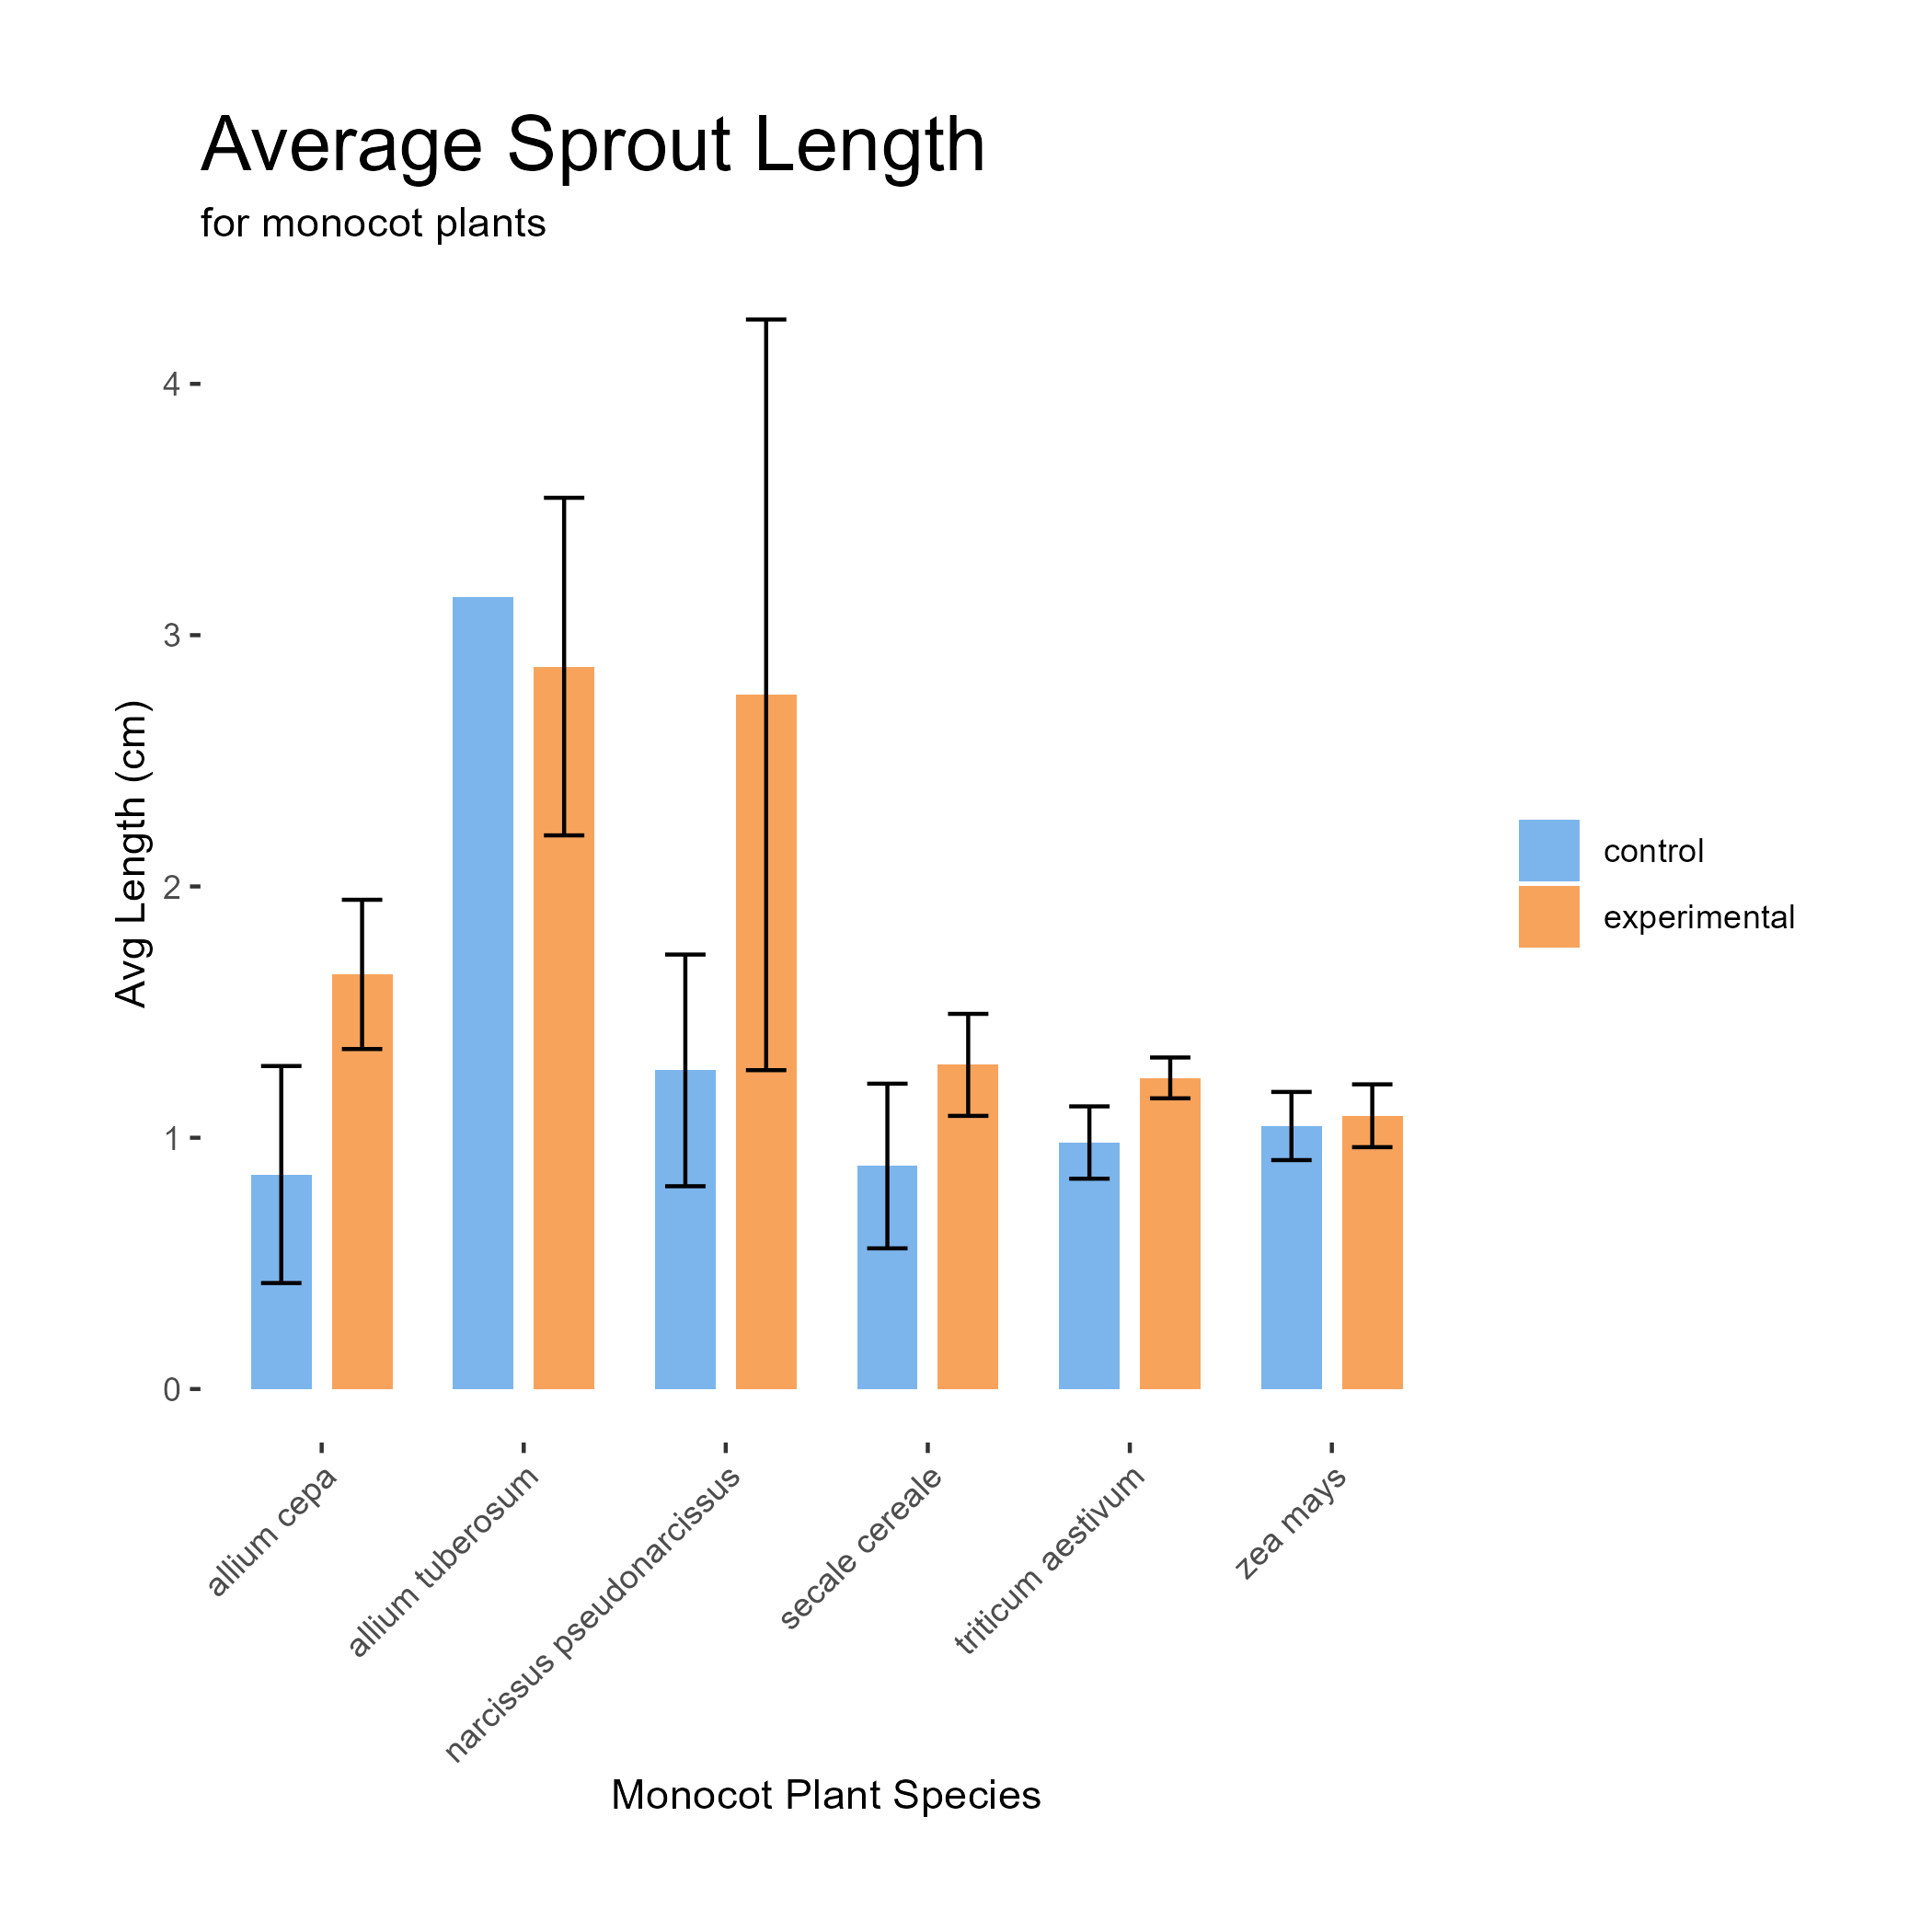 Average Sprout Length
for monocot plants
Avg Length (cm)
4
3
2
1
0
control
experimental
allium cepa
allium tuberosum
narcissus pseudonarcissus
secale cereale
triticum aestivum
zea mays
Monocot Plant Species